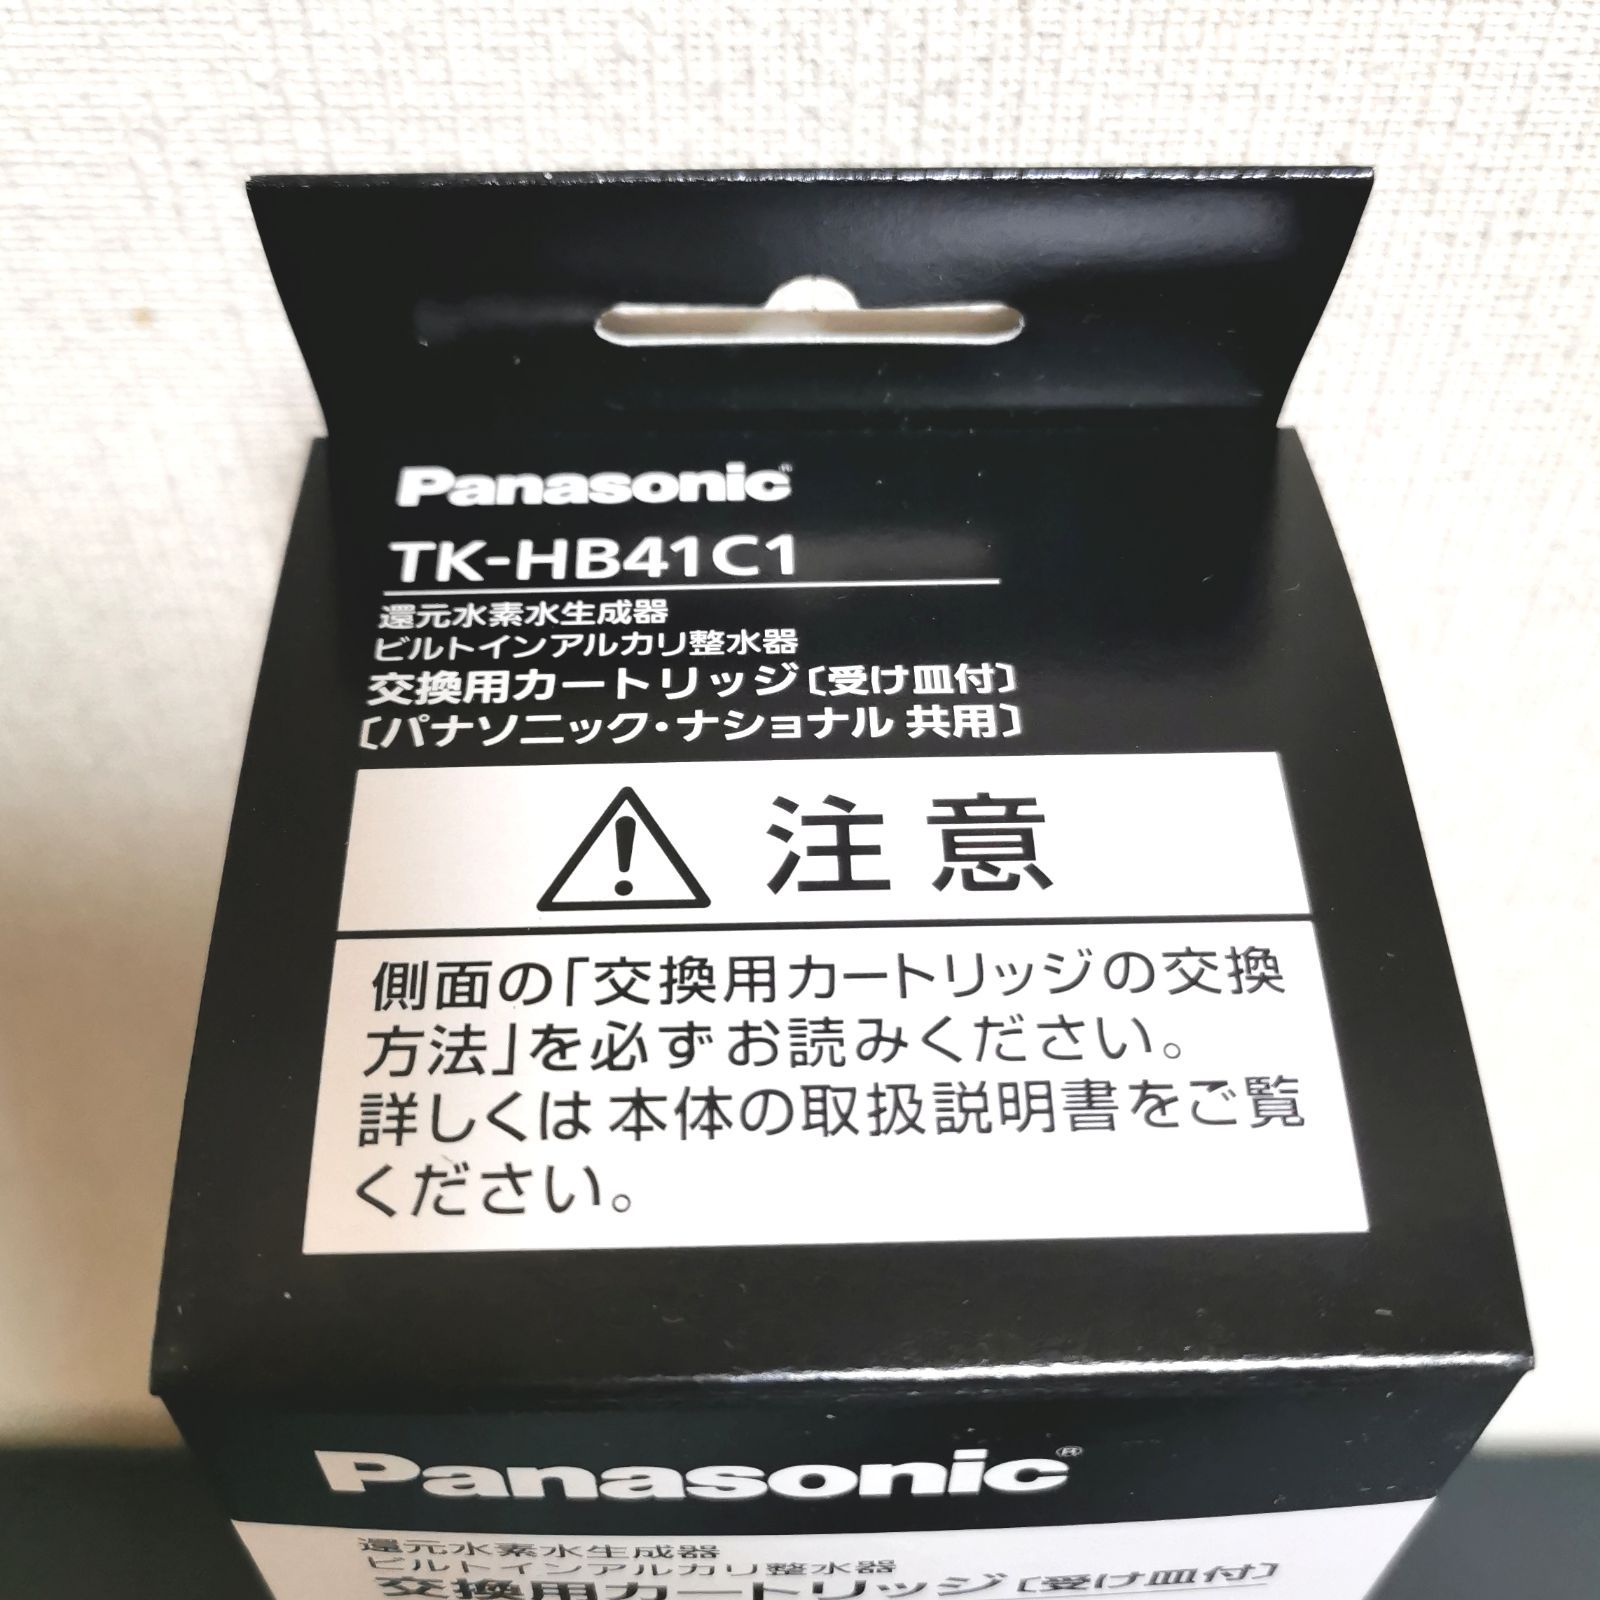 Panasonic
TK-HB41C1
還元水素水生成器
ビルトインアルカリ整水器
交換用カートリッジ〔受け皿付〕
〔パナソニック・ナショナル 共用〕
注意
側面の「交換用カートリッジの交換
方法」を必ずお読みください。
詳しくは本体の取扱説明書をご覧
ください。
Panasonic®
還元水素水生成器
ビルトインアルカリ整水器
交換用カートリッジ〔受け皿付〕